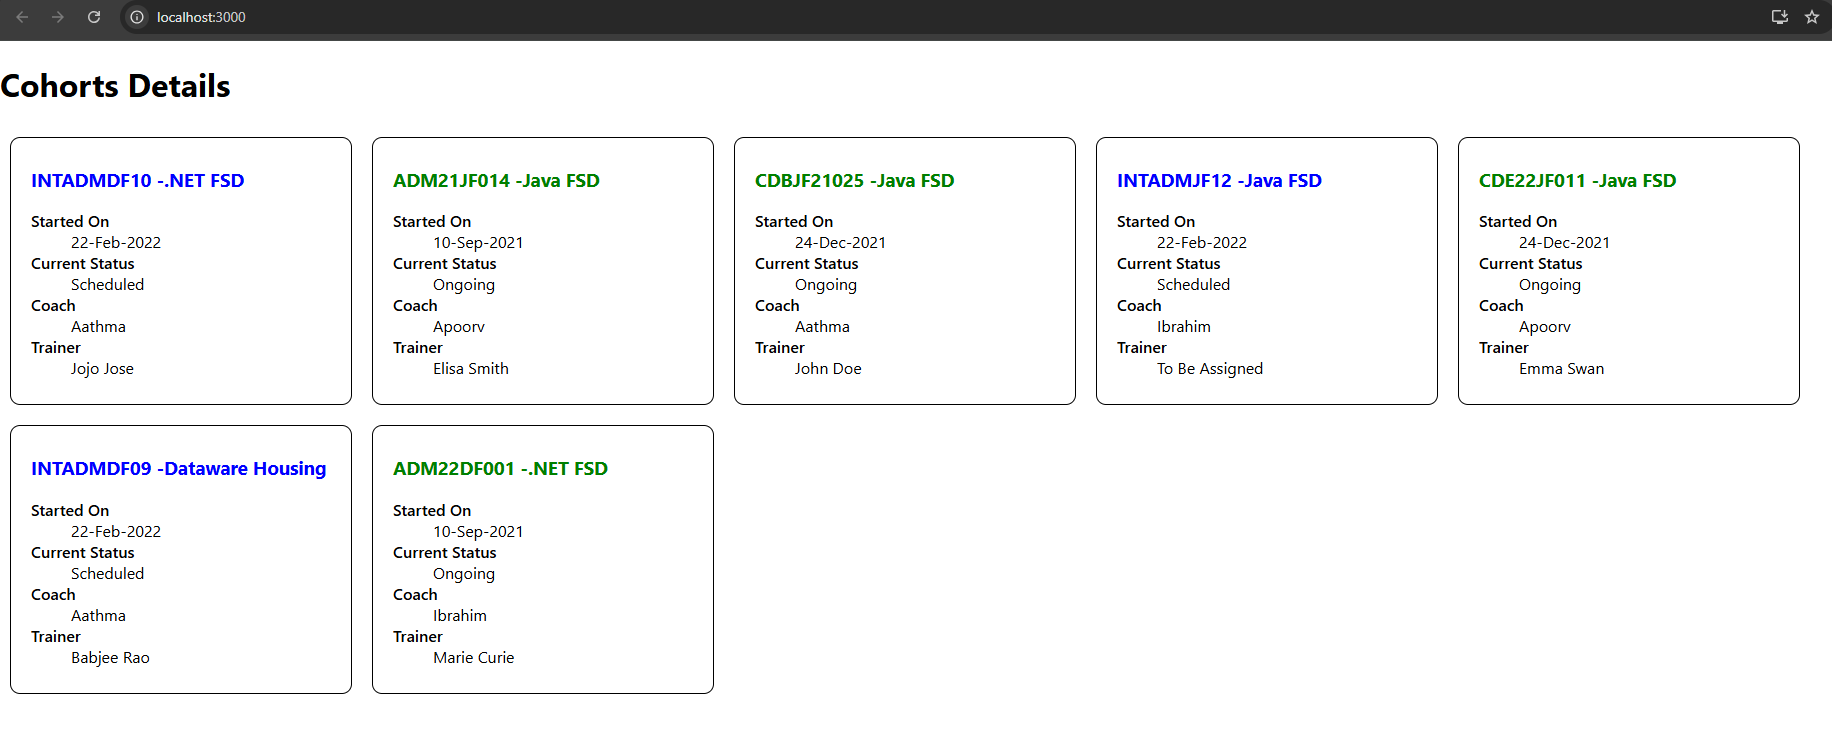 localhost:3000
Cohorts Details
INTADMDF10 -.NET FSD
Started On
22-Feb-2022
Current Status
Scheduled
Coach
Aathma
Trainer
Jojo Jose
ADM21JF014 -Java FSD
Started On
10-Sep-2021
Current Status
Ongoing
Coach
Apoorv
Trainer
Elisa Smith
CDBJF21025 -Java FSD
Started On
24-Dec-2021
Current Status
Ongoing
Coach
Aathma
Trainer
John Doe
INTADMJF12 -Java FSD
Started On
22-Feb-2022
Current Status
Scheduled
Coach
Ibrahim
Trainer
To Be Assigned
CDE22JF011 -Java FSD
Started On
24-Dec-2021
Current Status
Ongoing
Coach
Apoorv
Trainer
Emma Swan
INTADMDF09 -Dataware Housing
Started On
22-Feb-2022
Current Status
Scheduled
Coach
Aathma
Trainer
Babjee Rao
ADM22DF001 -.NET FSD
Started On
10-Sep-2021
Current Status
Ongoing
Coach
Ibrahim
Trainer
Marie Curie